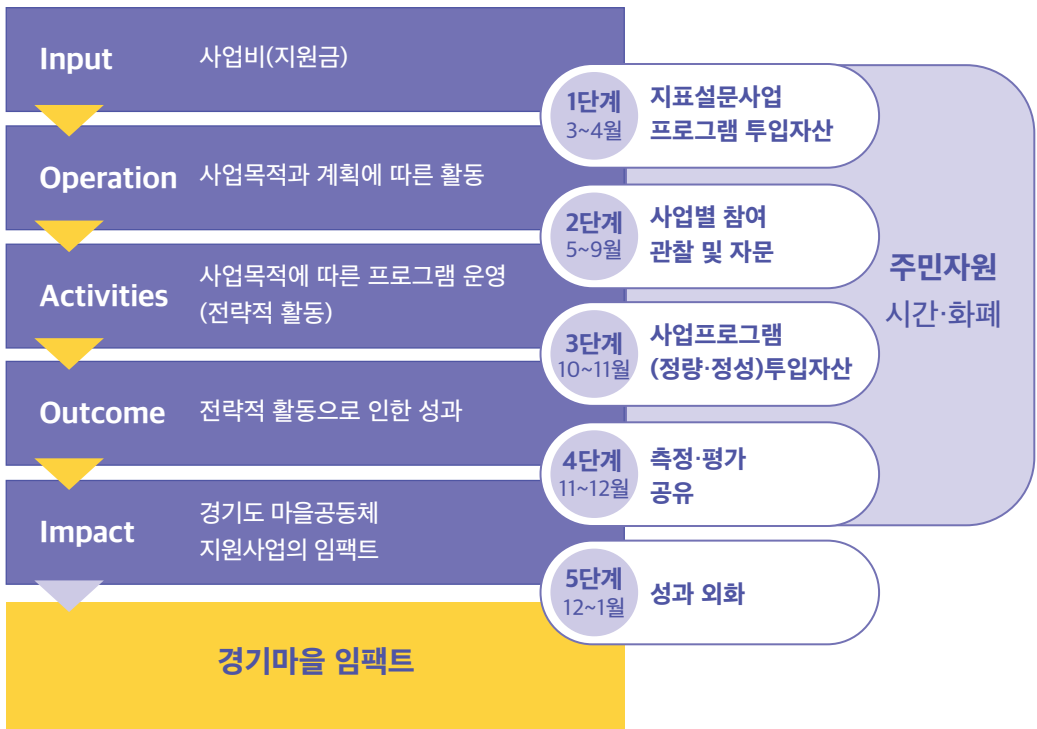 Input
사업비(지원금)
Operation
사업목적과 계획에 따른 활동
Activities
사업목적에 따른 프로그램 운영
(전략적 활동)
Outcome
전략적 활동으로 인한 성과
Impact
경기도 마을공동체
지원사업의 임팩트
경기마을 임팩트
1단계
3~4월
지표설문사업
프로그램 투입자산
2단계
5~9월
사업별 참여
관찰 및 자문
3단계
10~11월
사업프로그램
(정량·정성)투입자산
4단계
11~12월
측정·평가
공유
5단계
12~1월
성과 외화
주민자원
시간·화폐